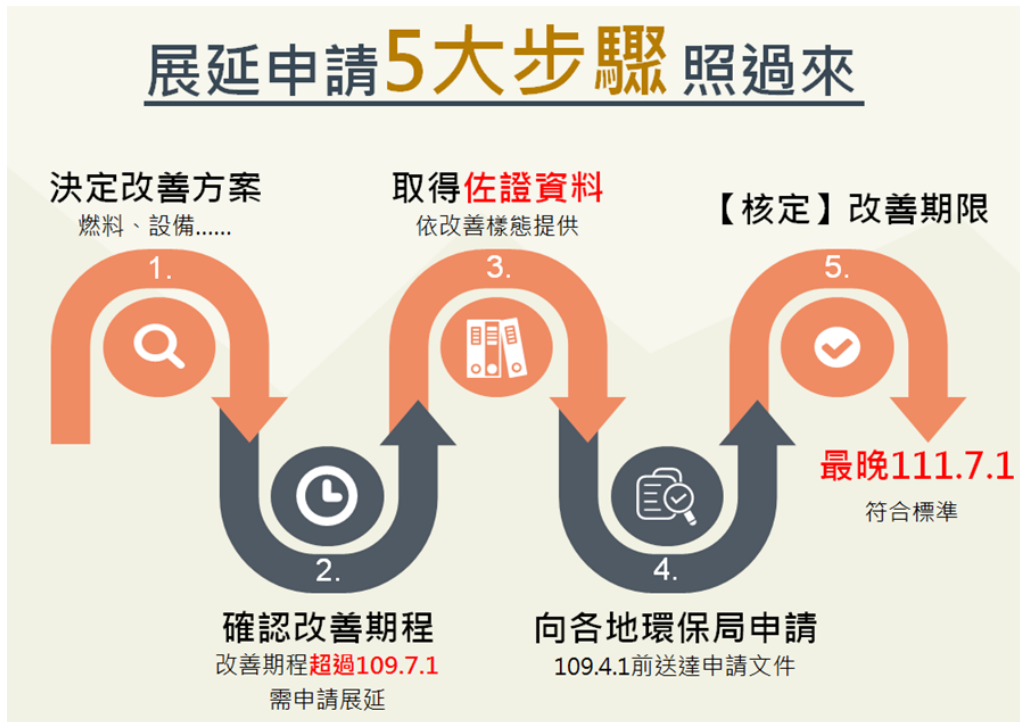 展延申請5大步驟 照過來
決定改善方案
燃料、設備......
1.
2.
確認改善期程
改善期程超過109.7.1
需申請展延
取得佐證資料
依改善樣態提供
3.
4.
向各地環保局申請
109.4.1前送達申請文件
【核定】改善期限
5.
最晚111.7.1
符合標準